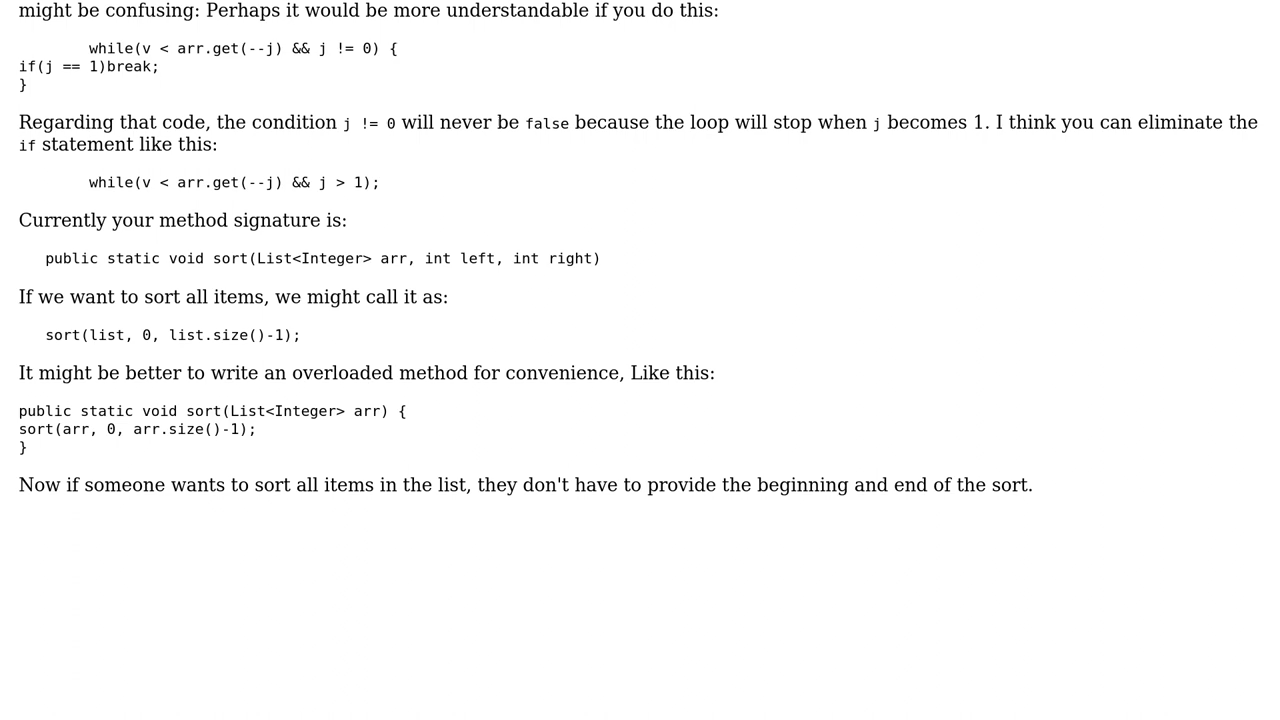 might be confusing: Perhaps it would be more understandable if you do this:
while(v < arr.get(--j) && j != 0) {
if(j == 1)break;
}
Regarding that code, the condition j != 0 will never be false because the loop will stop when j becomes 1. I think you can eliminate the
if statement like this:
while(v < arr.get(--j) && j > 1);
Currently your method signature is:
public static void sort(List<Integer> arr, int left, int right)
If we want to sort all items, we might call it as:
sort(list, 0, list.size()-1);
It might be better to write an overloaded method for convenience, Like this:
public static void sort(List<Integer> arr) {
sort(arr, 0, arr.size()-1);
}
Now if someone wants to sort all items in the list, they don't have to provide the beginning and end of the sort.